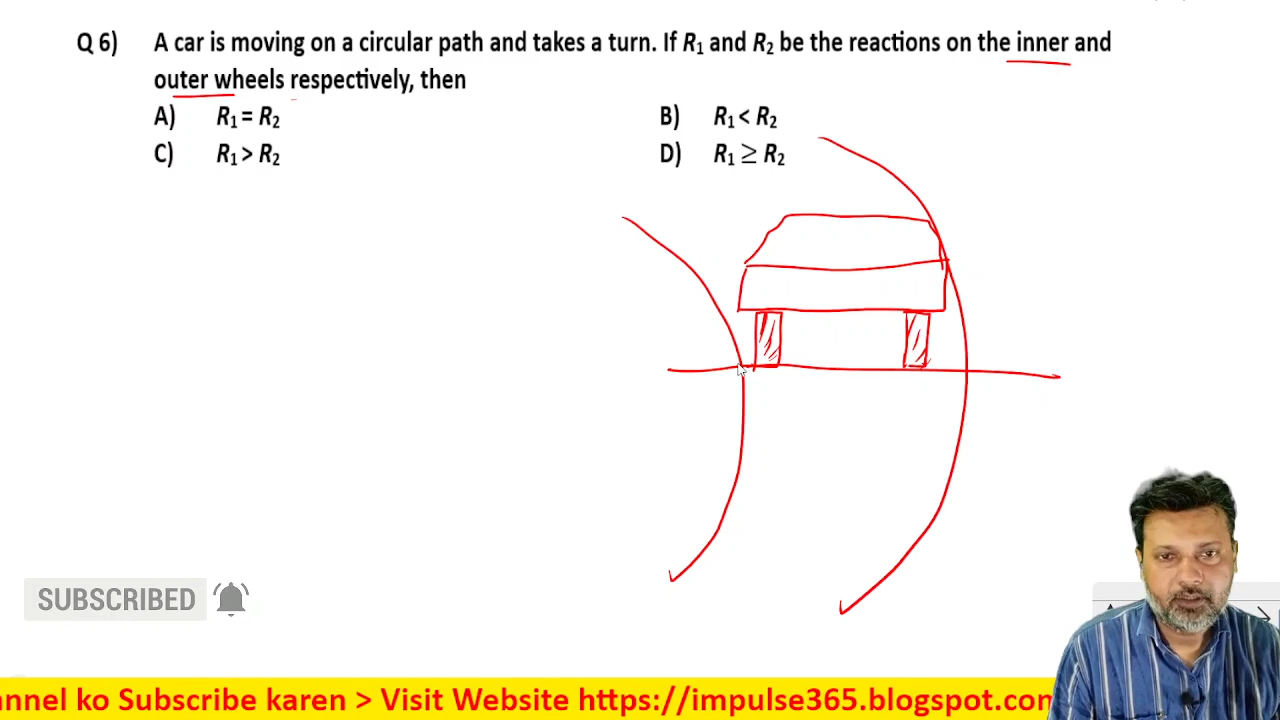 Q 6) A car is moving on a circular path and takes a turn. If R₁ and R₂ be the reactions on the inner and
outer wheels respectively, then
A) R₁ = R₂ B) R₁ < R₂
C) R₁ > R₂ D) R₁ ≥ R₂
SUBSCRIBED
nnel ko Subscribe karen > Visit Website https://impulse365.blogspot.con